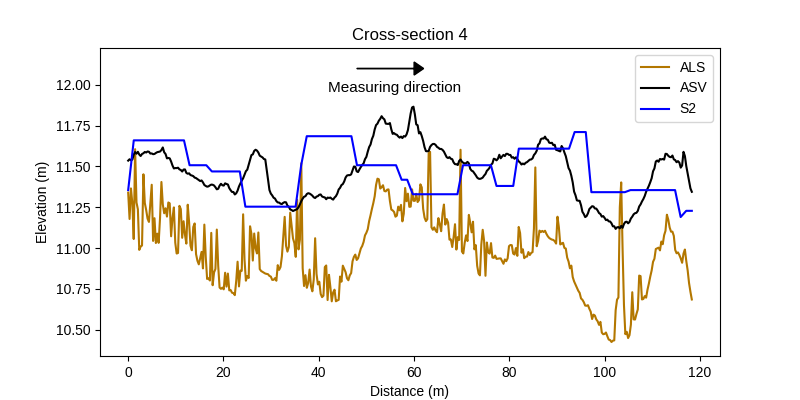 Cross-section 4
Measuring direction
ALS
ASV
S2
Elevation (m)
12.00
11.75
11.50
11.25
11.00
10.75
10.50
0 20 40 60 80 100 120
Distance (m)